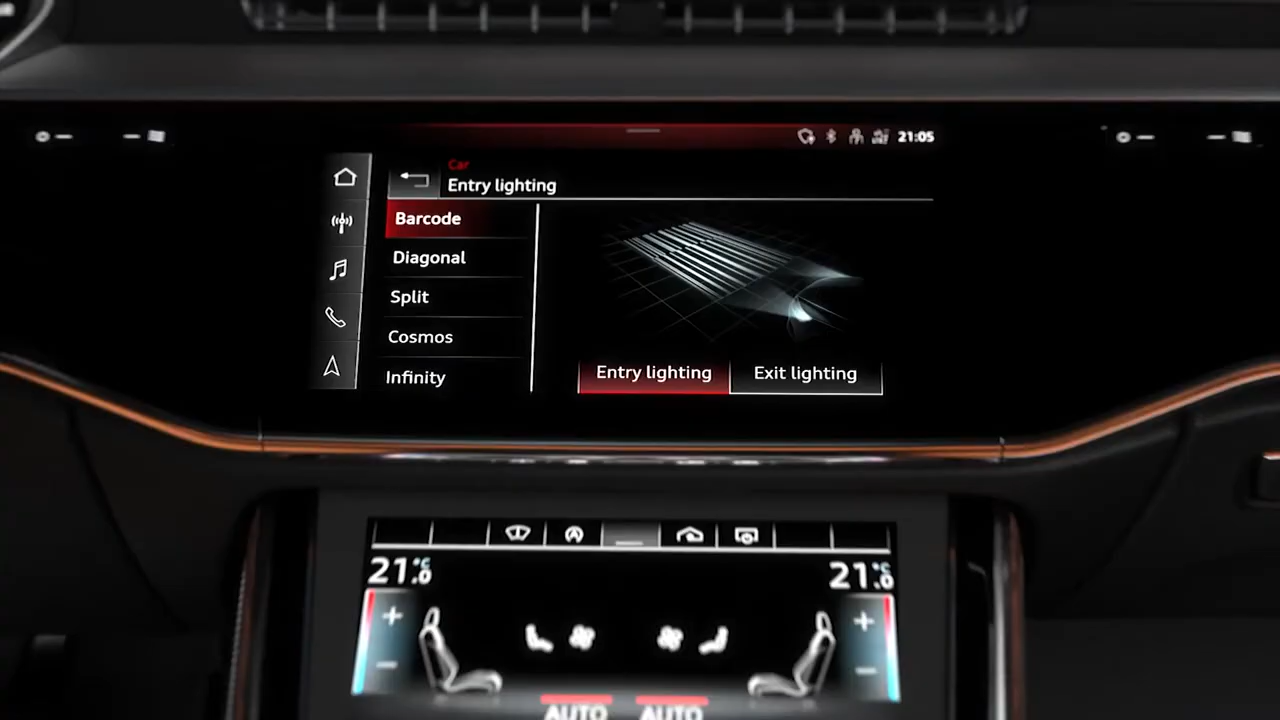 21:05
Car
Entry lighting
Barcode
Diagonal
Split
Cosmos
Infinity
Entry lighting
Exit lighting
21.0 °C
21.0 °C
AUTO
AUTO